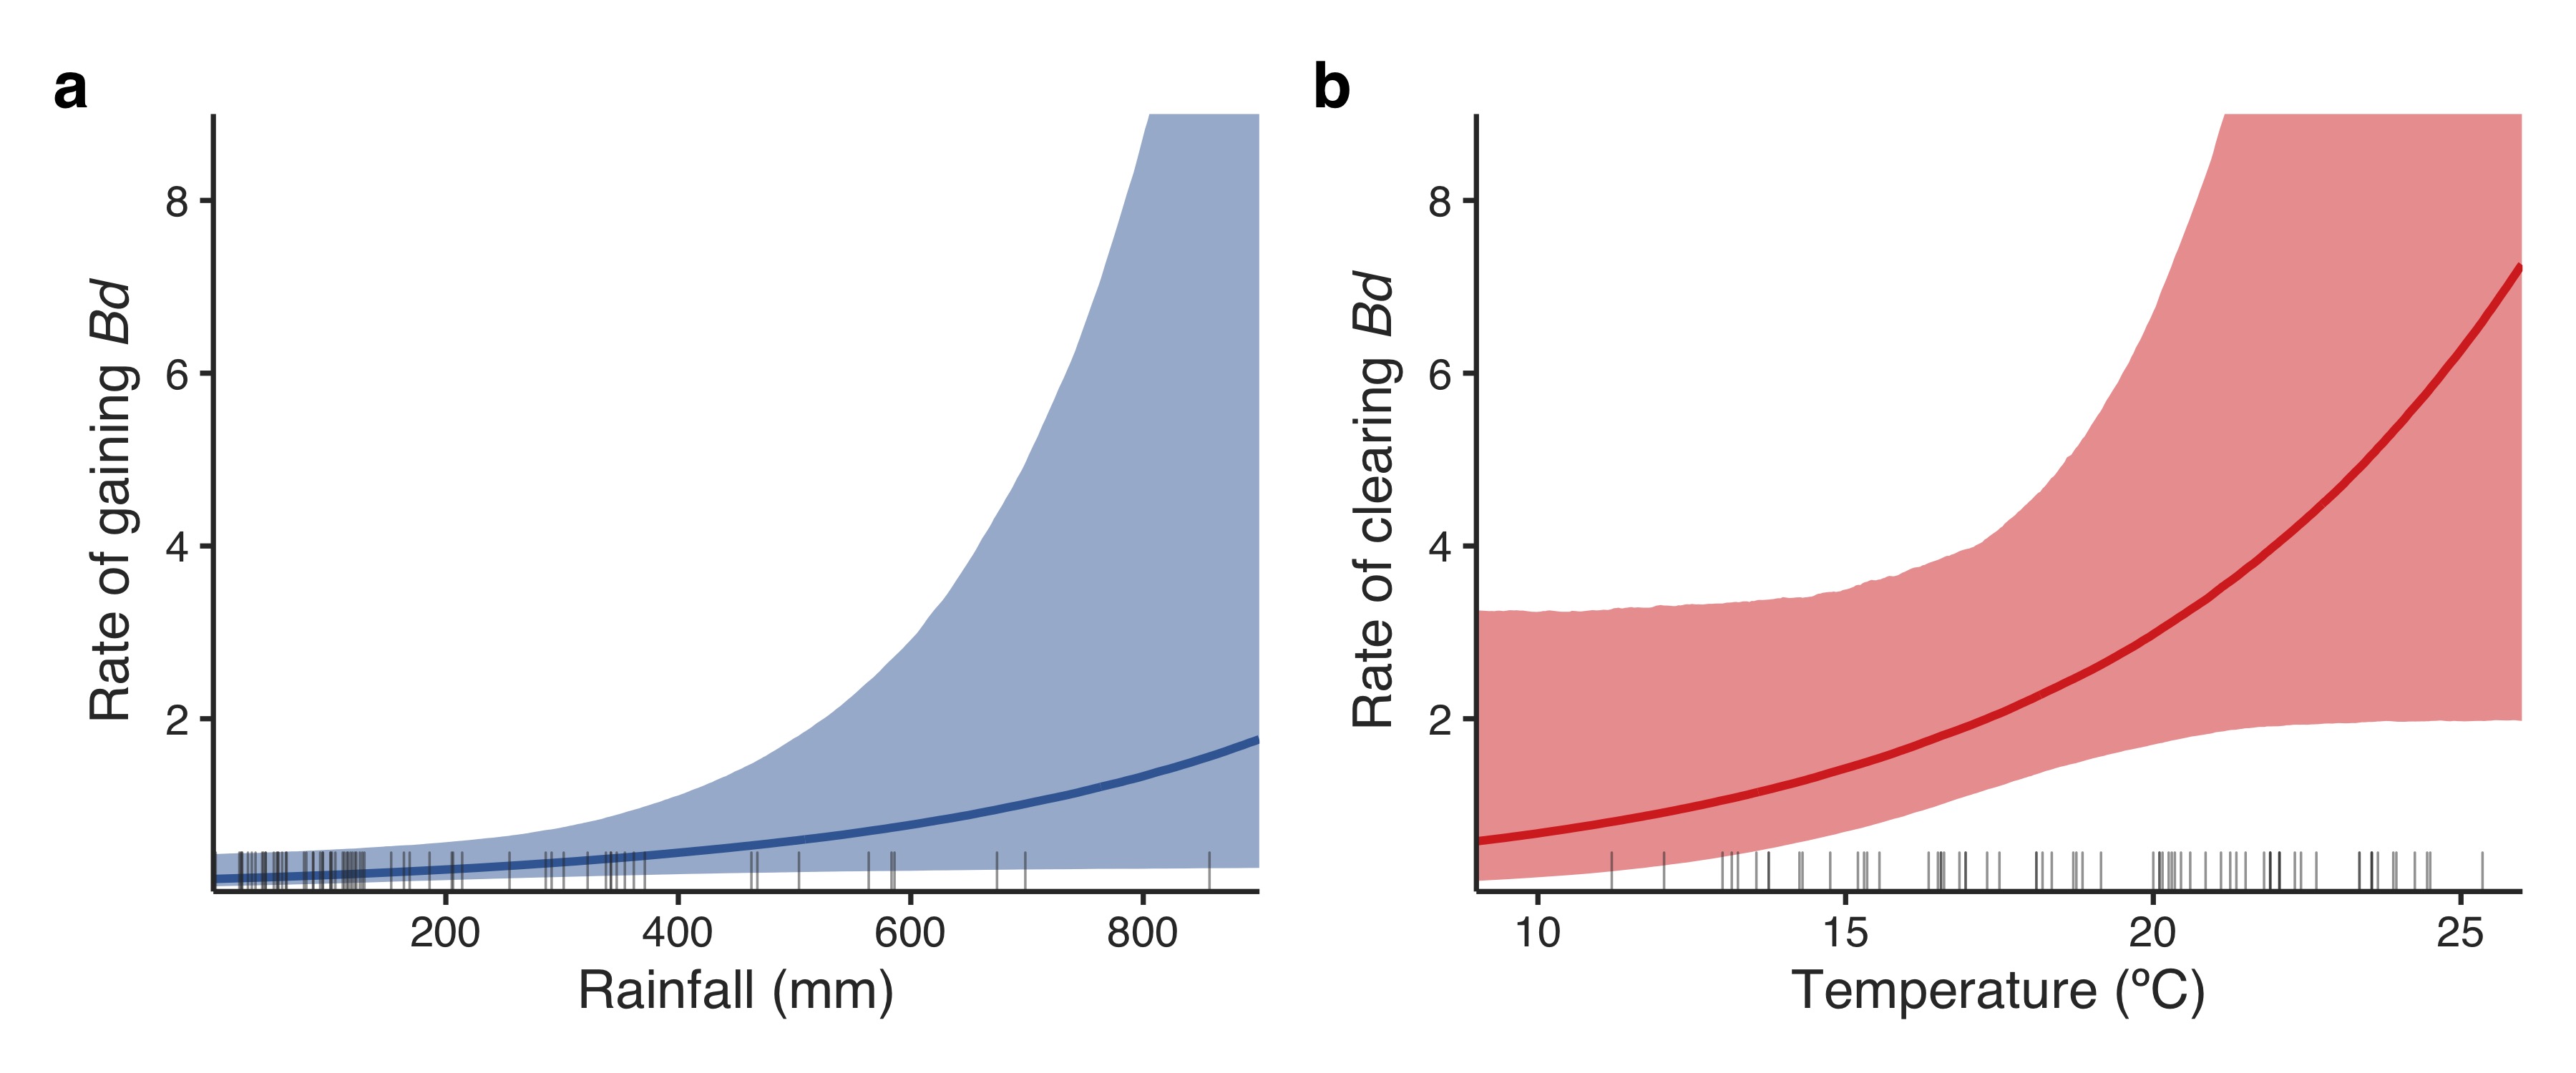 a
Rate of gaining Bd
8
6
4
2
200 400 600 800
Rainfall (mm)
b
Rate of clearing Bd
8
6
4
2
10 15 20 25
Temperature (ºC)